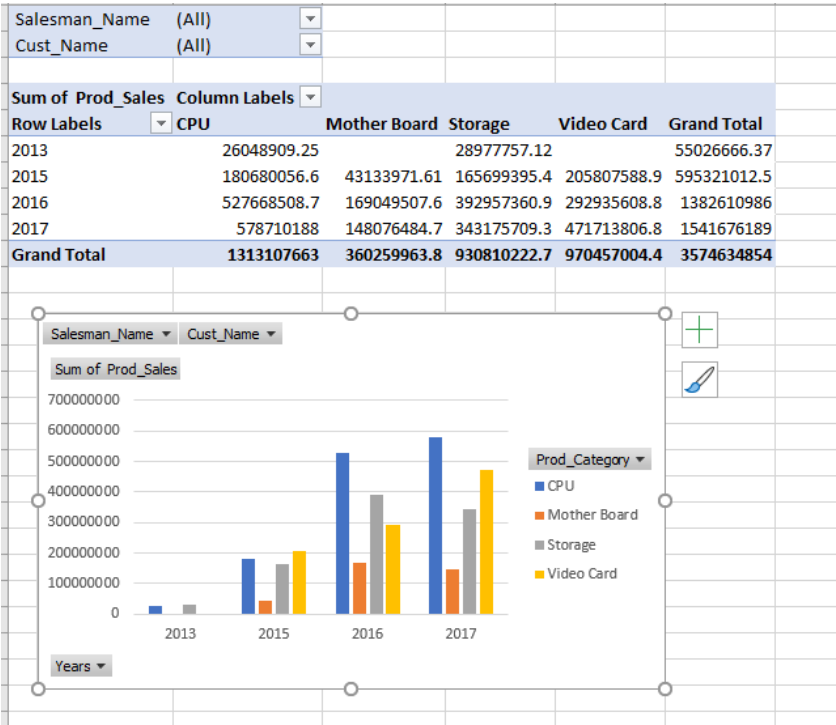 Salesman_Name (All)
Cust_Name (All)
Sum of Prod_Sales Column Labels
Row Labels CPU Mother Board Storage Video Card Grand Total
2013 26048909.25 28977757.12 55026666.37
2015 180680056.6 43133971.61 165699395.4 205807588.9 595321012.5
2016 527668508.7 169049507.6 392957360.9 292935608.8 1382610986
2017 578710188 148076484.7 343175709.3 471713806.8 1541676189
Grand Total 1313107663 360259963.8 930810222.7 970457004.4 3574634854
Salesman_Name Cust_Name
Sum of Prod_Sales
700000000
600000000
500000000
400000000
300000000
200000000
100000000
0
2013 2015 2016 2017
Years
Prod_Category
CPU
Mother Board
Storage
Video Card